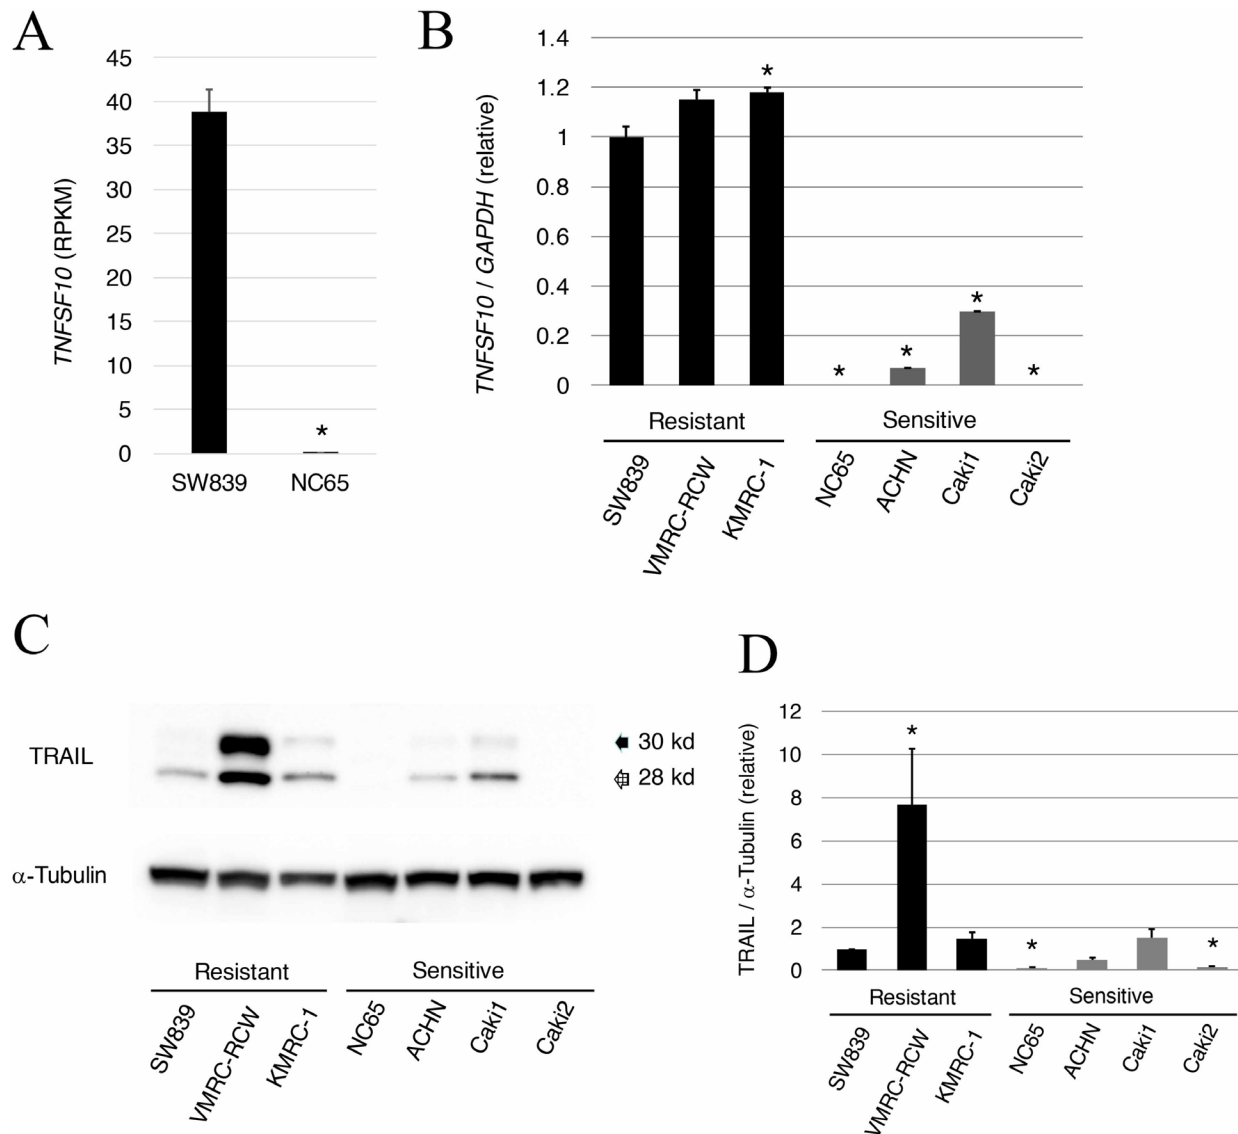 A
TNFSF10 (RPKM)
45
40
35
30
25
20
15
10
5
0
*
SW839 NC65
B
TNFSF10 / GAPDH (relative)
1.4
1.2
1
0.8
0.6
0.4
0.2
0
*
* * * *
Resistant Sensitive
SW839 VMRC-RCW KMRC-1 NC65 ACHN Caki1 Caki2
C
TRAIL
30 kd
28 kd
α-Tubulin
Resistant Sensitive
SW839 VMRC-RCW KMRC-1 NC65 ACHN Caki1 Caki2
D
TRAIL / α-Tubulin (relative)
12
10
8
6
4
2
0
*
* *
Resistant Sensitive
SW839 VMRC-RCW KMRC-1 NC65 ACHN Caki1 Caki2